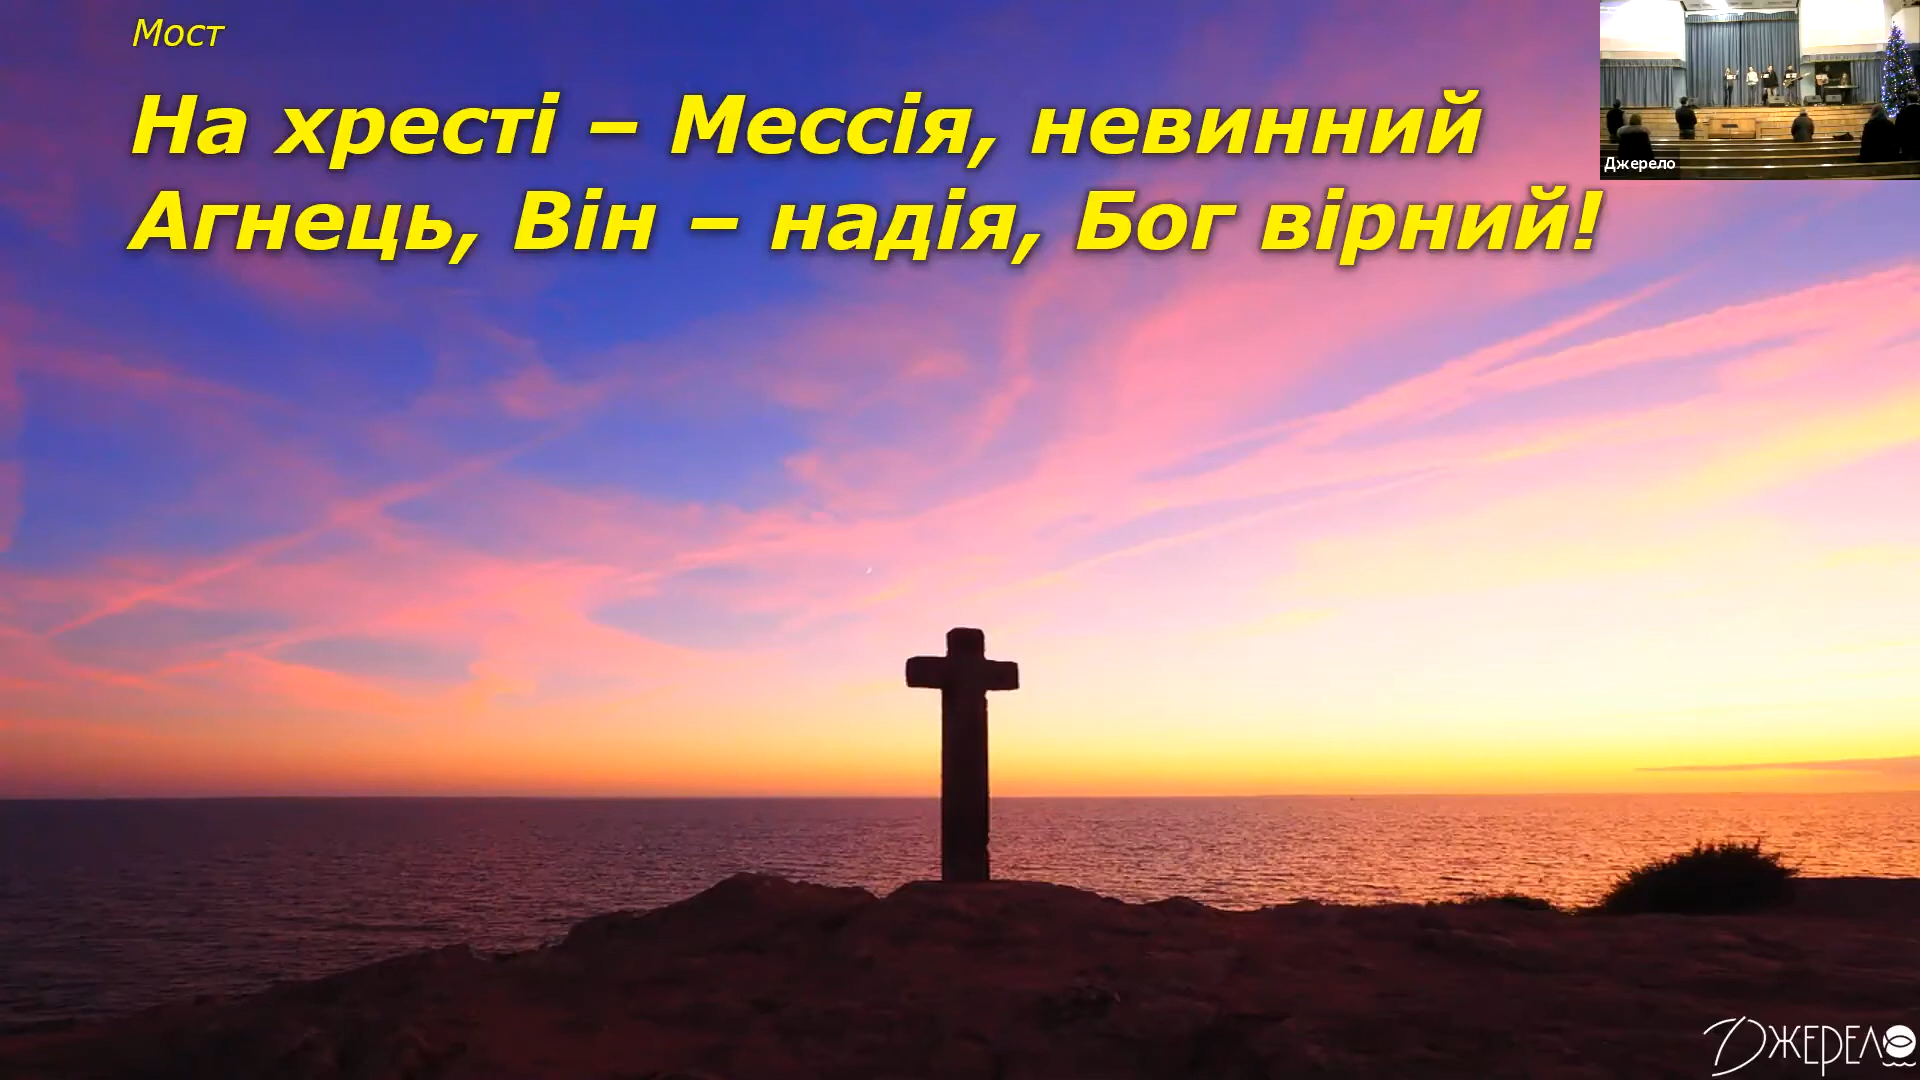 Мост
На хресті – Мессія, невинний
Агнець, Він – надія, Бог вірний!
Джерело
ДЖЕРЕЛО